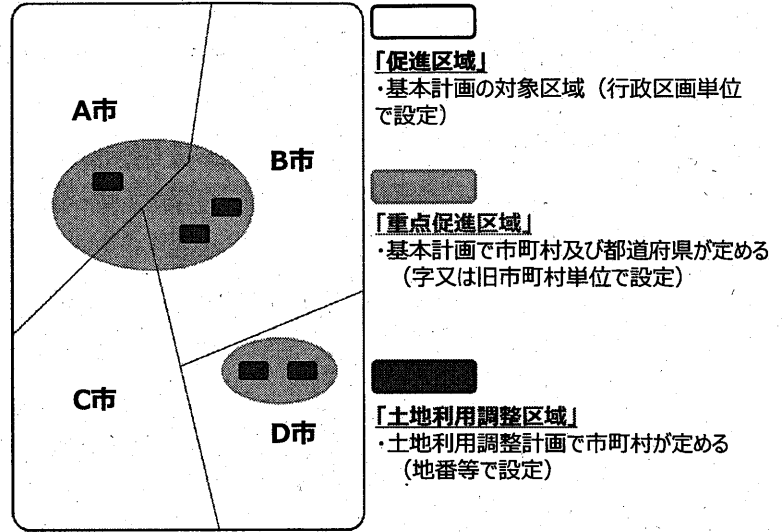 A市
B市
C市
D市
「促進区域」
・基本計画の対象区域（行政区画単位
で設定）
「重点促進区域」
・基本計画で市町村及び都道府県が定める
（字又は旧市町村単位で設定）
「土地利用調整区域」
・土地利用調整計画で市町村が定める
（地番等で設定）